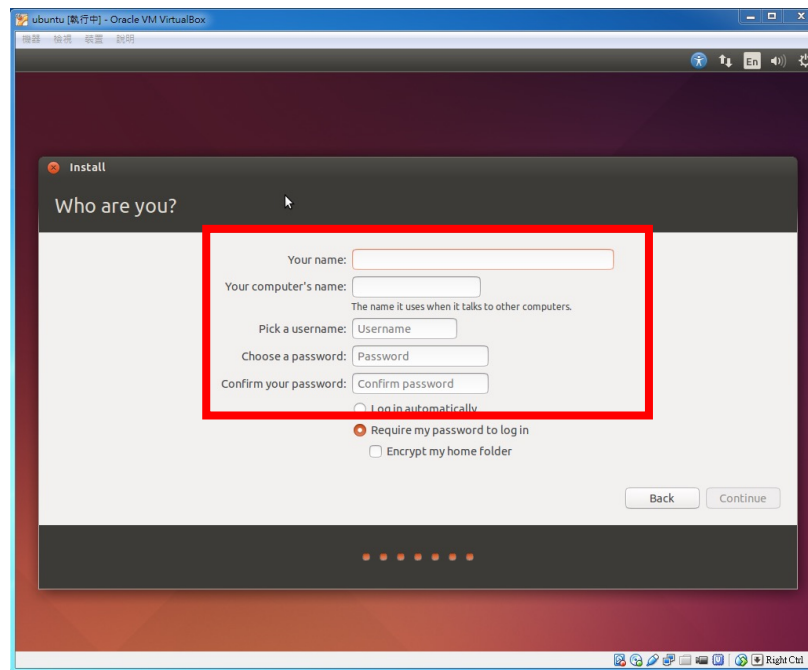 ubuntu [執行中] - Oracle VM VirtualBox
機器 檢視 裝置 說明
En
Install
Who are you?
Your name:
Your computer's name:
The name it uses when it talks to other computers.
Pick a username: Username
Choose a password: Password
Confirm your password: Confirm password
Log in automatically
Require my password to log in
Encrypt my home folder
Back Continue
Right Ctrl